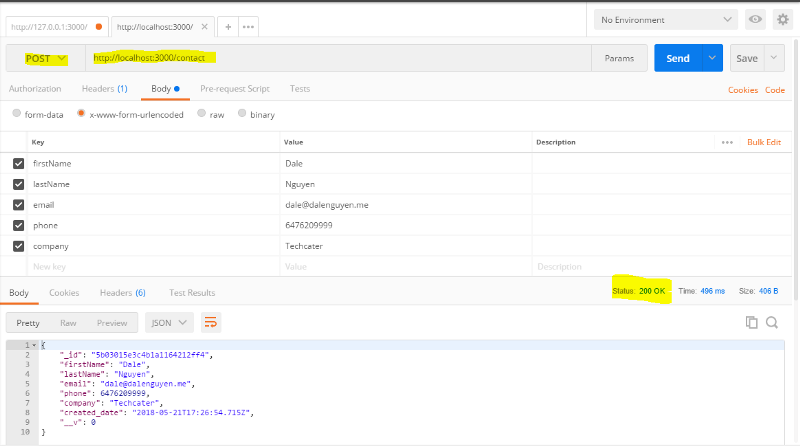 http://127.0.0.1:3000/ http://localhost:3000/ No Environment
POST http://localhost:3000/contact Params Send Save
Authorization Headers (1) Body Pre-request Script Tests Cookies Code
form-data x-www-form-urlencoded raw binary
Key Value Description Bulk Edit
firstName Dale
lastName Nguyen
email dale@dalenguyen.me
phone 6476209999
company Techcater
New key Value Description
Body Cookies Headers (6) Test Results Status: 200 OK Time: 496 ms Size: 406 B
Pretty Raw Preview JSON
1 {
2 "_id": "5b03015e3c4b1a1164212ff4",
3 "firstName": "Dale",
4 "lastName": "Nguyen",
5 "email": "dale@dalenguyen.me",
6 "phone": 6476209999,
7 "company": "Techcater",
8 "created_date": "2018-05-21T17:26:54.715Z",
9 "__v": 0
10 }